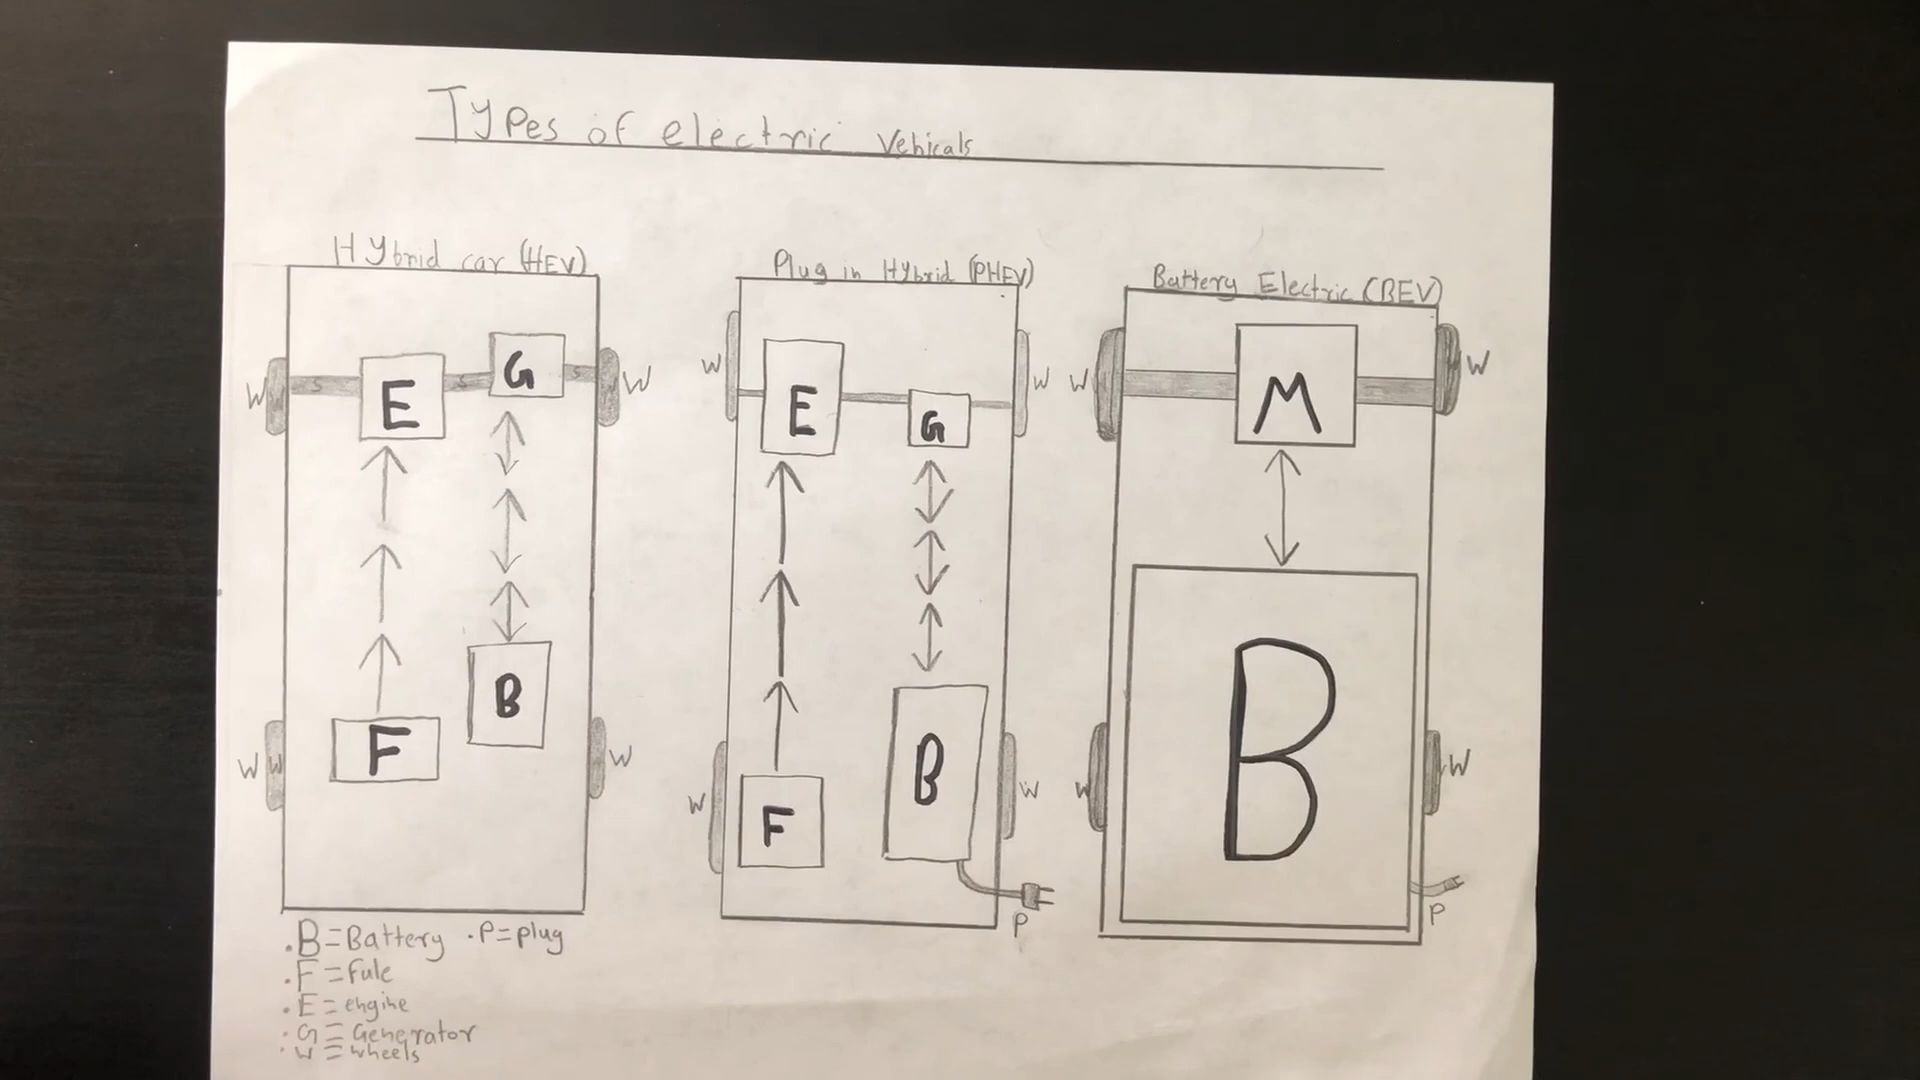 Types of electric Vehicals
HYbrid car (HEV)
Plug in Hybrid (PHEV)
Battery Electric (BEV)
W S E S G S W
W E G W
W M W
F B
W W W
F B
W W
P
B
W W
P
.B=Battery .P=plug
.F=fule
.E=engine
.G=Generator
.W=wheels